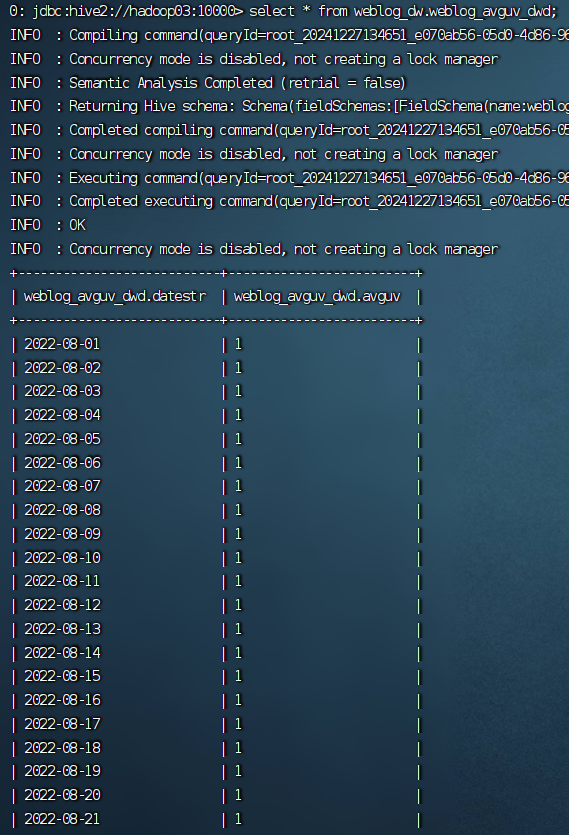 0: jdbc:hive2://hadoop03:10000> select * from weblog_dw.weblog_avguv_dwd;
INFO  : Compiling command(queryId=root_20241227134651_e070ab56-05d0-4d86-96
INFO  : Concurrency mode is disabled, not creating a lock manager
INFO  : Semantic Analysis Completed (retrial = false)
INFO  : Returning Hive schema: Schema(fieldSchemas:[FieldSchema(name:weblog
INFO  : Completed compiling command(queryId=root_20241227134651_e070ab56-05
INFO  : Concurrency mode is disabled, not creating a lock manager
INFO  : Executing command(queryId=root_20241227134651_e070ab56-05d0-4d86-96
INFO  : Completed executing command(queryId=root_20241227134651_e070ab56-05
INFO  : OK
INFO  : Concurrency mode is disabled, not creating a lock manager
+--------------------------+------------------------+
| weblog_avguv_dwd.datestr | weblog_avguv_dwd.avguv |
+--------------------------+------------------------+
| 2022-08-01 | 1 |
| 2022-08-02 | 1 |
| 2022-08-03 | 1 |
| 2022-08-04 | 1 |
| 2022-08-05 | 1 |
| 2022-08-06 | 1 |
| 2022-08-07 | 1 |
| 2022-08-08 | 1 |
| 2022-08-09 | 1 |
| 2022-08-10 | 1 |
| 2022-08-11 | 1 |
| 2022-08-12 | 1 |
| 2022-08-13 | 1 |
| 2022-08-14 | 1 |
| 2022-08-15 | 1 |
| 2022-08-16 | 1 |
| 2022-08-17 | 1 |
| 2022-08-18 | 1 |
| 2022-08-19 | 1 |
| 2022-08-20 | 1 |
| 2022-08-21 | 1 |